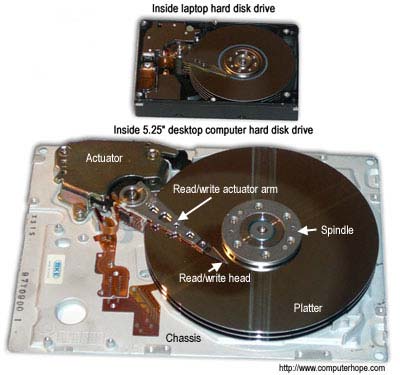 Inside laptop hard disk drive
Inside 5.25" desktop computer hard disk drive
Actuator
Read/write actuator arm
Spindle
Read/write head
Platter
Chassis
http://www.computerhope.com